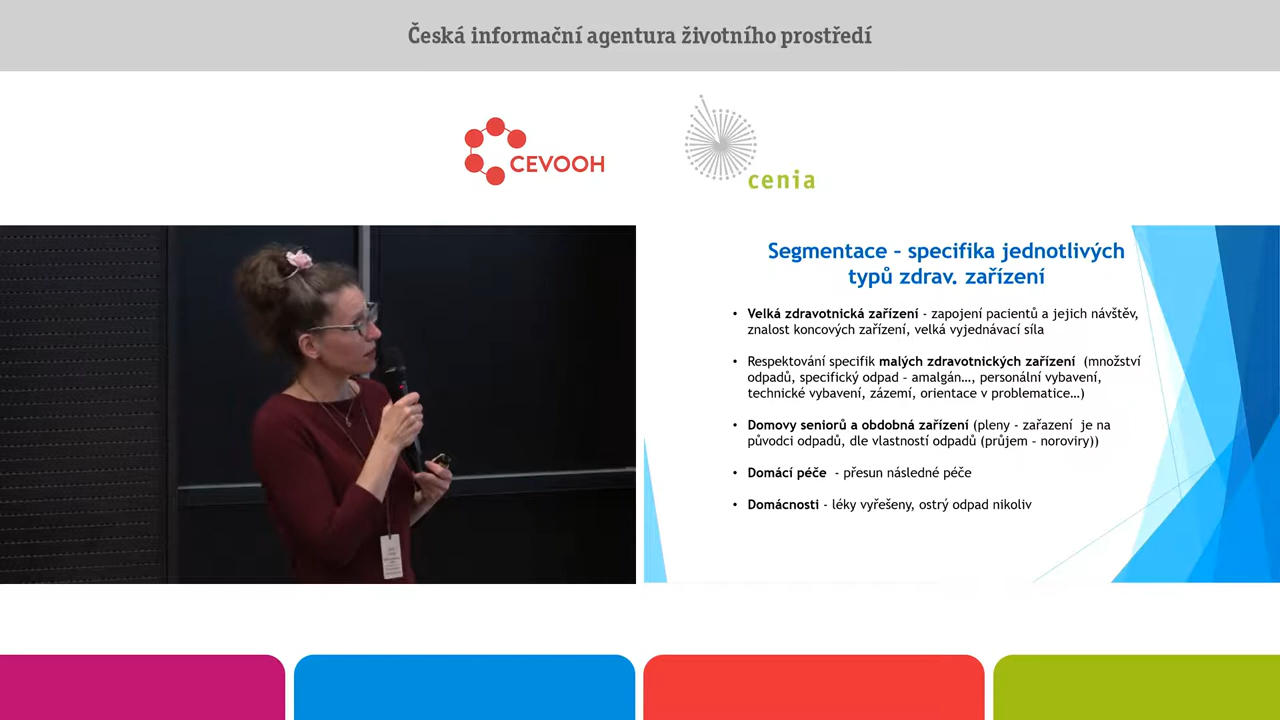 Česká informační agentura životního prostředí
CEVOOH
cenia
Segmentace - specifika jednotlivých
typů zdrav. zařízení
• Velká zdravotnická zařízení - zapojení pacientů a jejich návštěv,
znalost koncových zařízení, velká vyjednávací síla
• Respektování specifik malých zdravotnických zařízení (množství
odpadů, specifický odpad - amalgán…, personální vybavení,
technické vybavení, zázemí, orientace v problematice…)
• Domovy seniorů a obdobná zařízení (pleny - zařazení je na
původci odpadů, dle vlastností odpadů (průjem - noroviry))
• Domácí péče - přesun následné péče
• Domácnosti - léky vyřešeny, ostrý odpad nikoliv